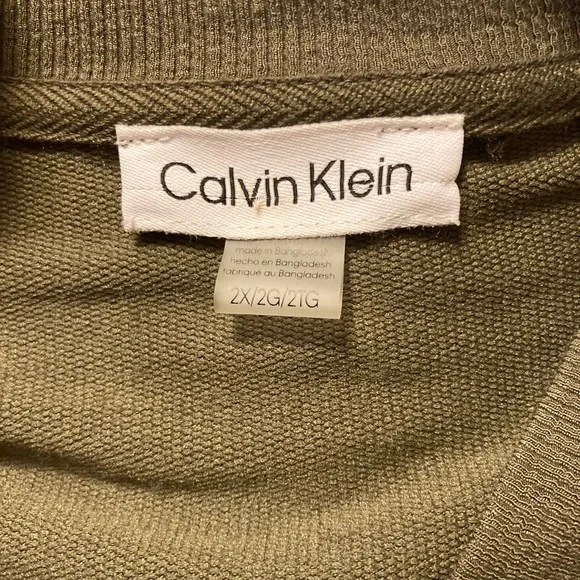 Calvin Klein
made in Bangladesh
hecho en Bangladesh
fabriqué au Bangladesh
2X/2G/2TG